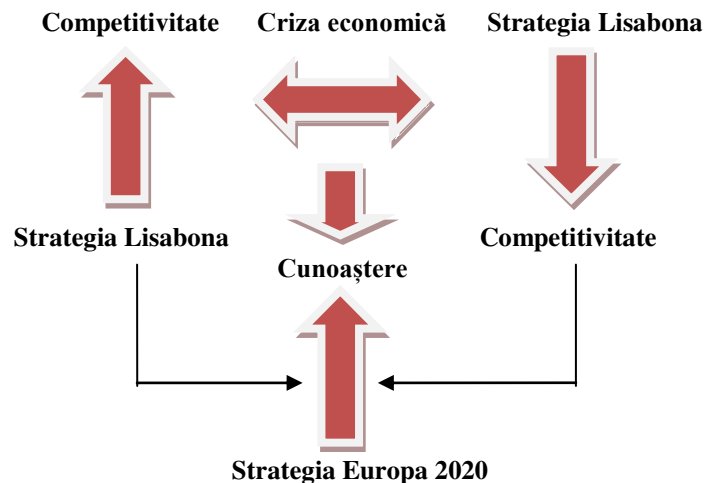 Competitivitate Criza economică Strategia Lisabona
Strategia Lisabona Competitivitate
Cunoaștere
Strategia Europa 2020